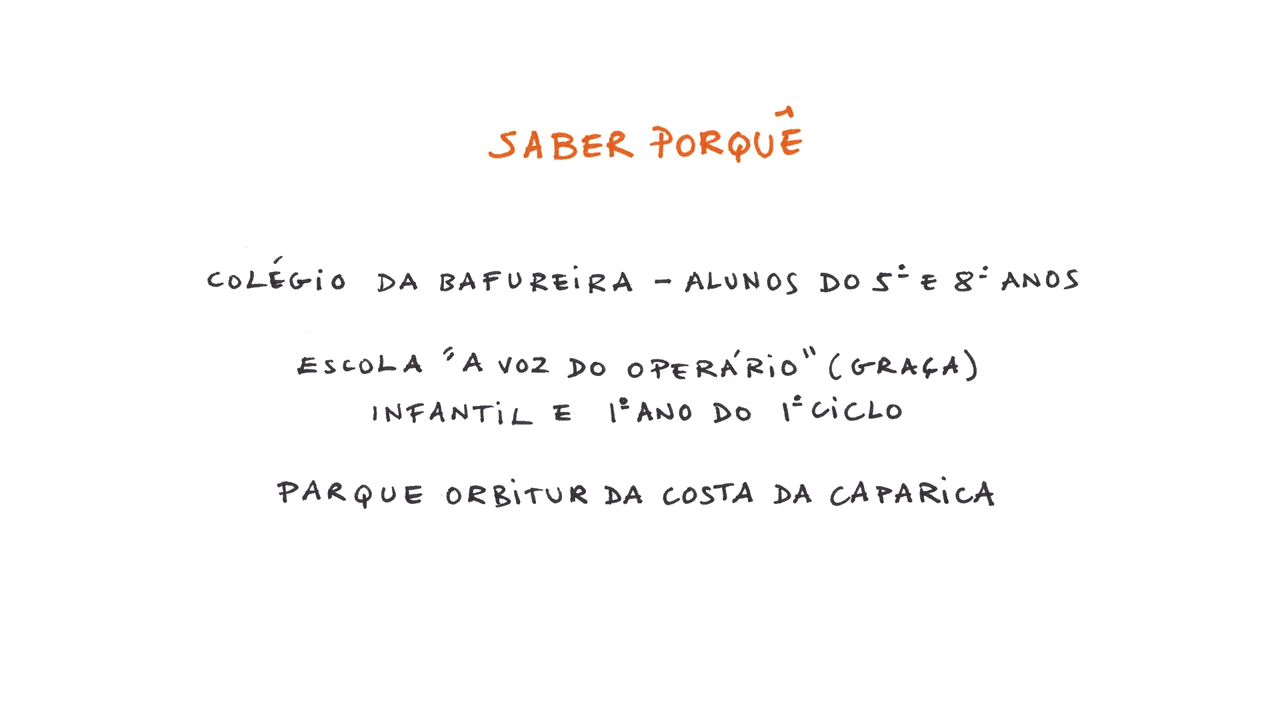 SABER PORQUÊ
COLÉGIO DA BAFUREIRA - ALUNOS DO 5º E 8º ANOS
ESCOLA "A VOZ DO OPERÁRIO" (GRAÇA)
INFANTIL E 1º ANO DO 1º CICLO
PARQUE ORBITUR DA COSTA DA CAPARICA